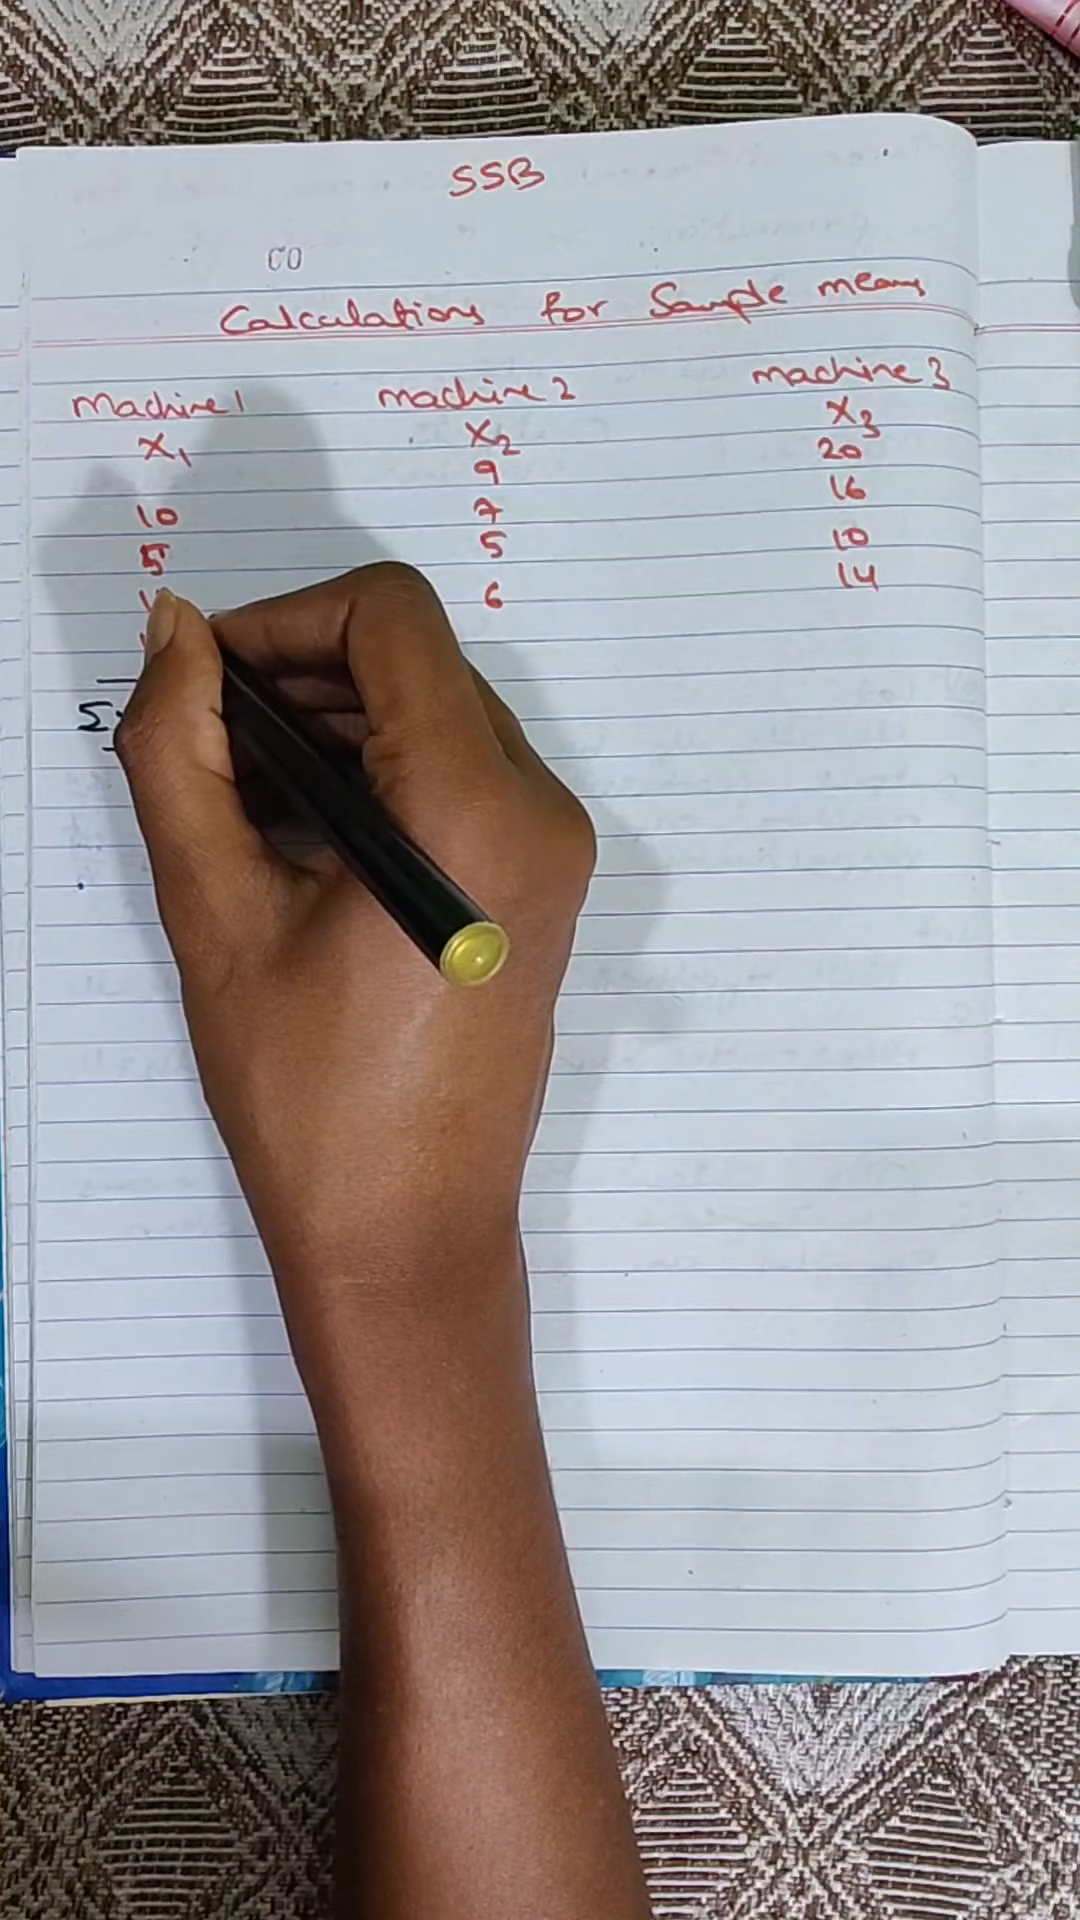 SSB
CO
Calculations for Sample means
Machine 1 machine 2 machine 3
X₁ X₂ X₃
9 20
10 7 16
5 5 10
6 14
Σ